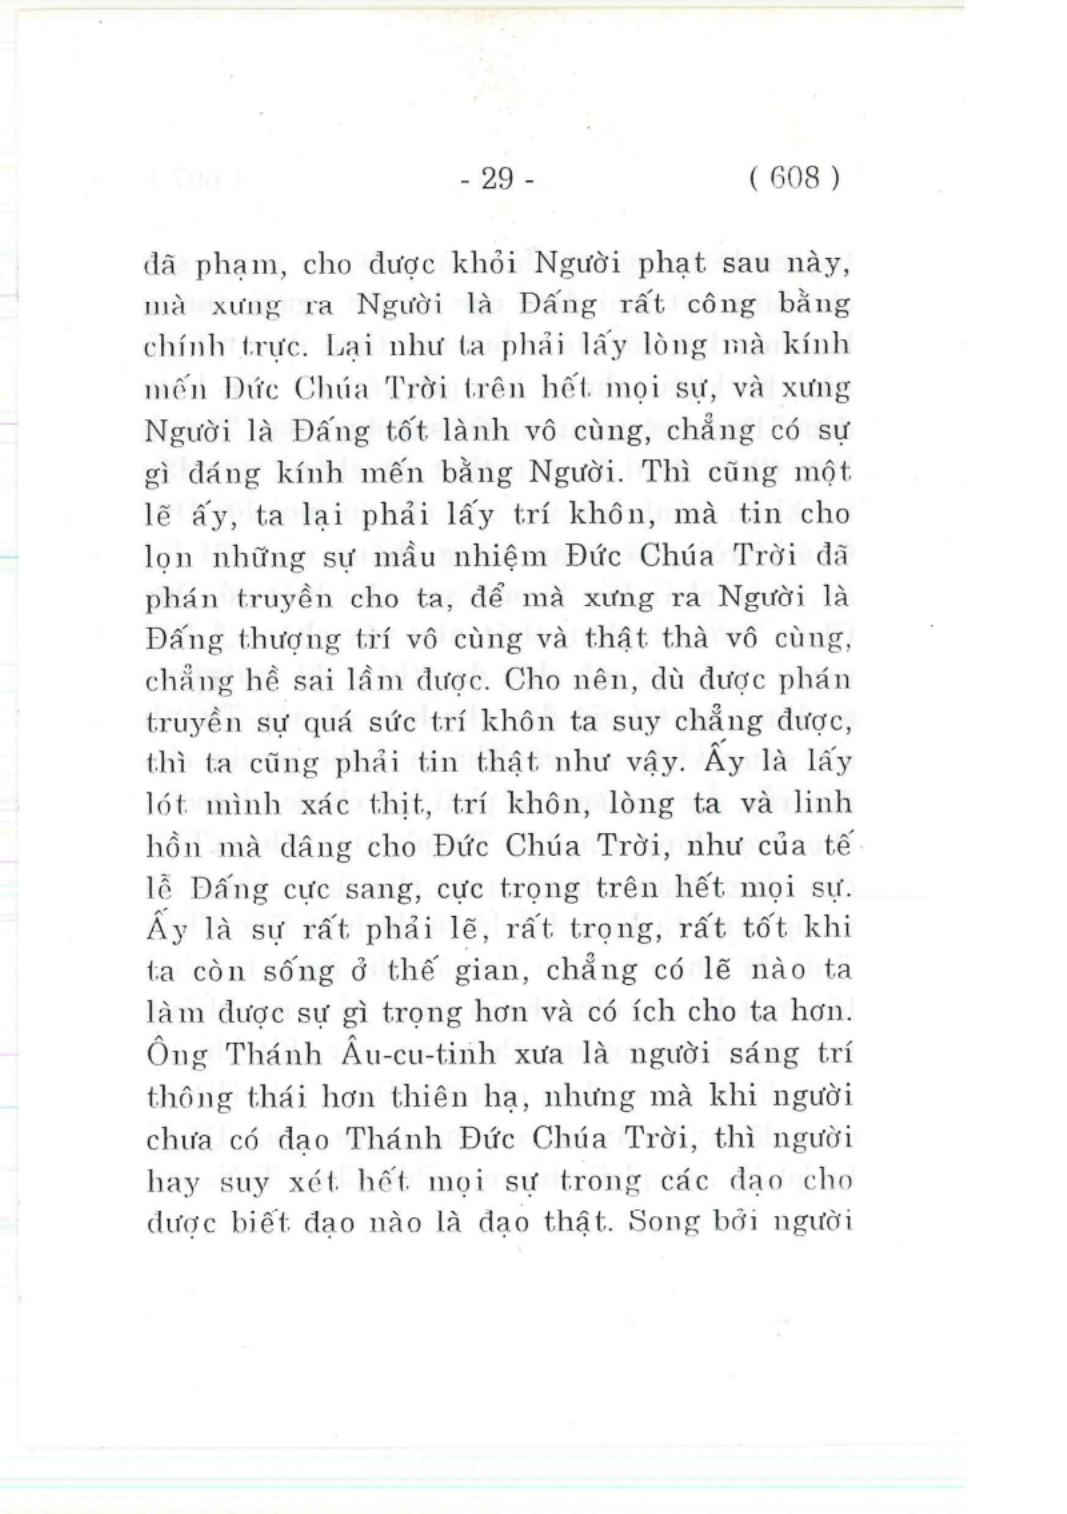 - 29 - ( 608 )
đã phạm, cho được khỏi Người phạt sau này,
mà xưng ra Người là Đấng rất công bằng
chính trực. Lại như ta phải lấy lòng mà kính
mến Đức Chúa Trời trên hết mọi sự, và xưng
Người là Đấng tốt lành vô cùng, chẳng có sự
gì đáng kính mến bằng Người. Thì cũng một
lẽ ấy, ta lại phải lấy trí khôn, mà tin cho
lọn những sự mầu nhiệm Đức Chúa Trời đã
phán truyền cho ta, để mà xưng ra Người là
Đấng thượng trí vô cùng và thật thà vô cùng,
chẳng hề sai lầm được. Cho nên, dù được phán
truyền sự quá sức trí khôn ta suy chẳng được,
thì ta cũng phải tin thật như vậy. Ấy là lấy
lót mình xác thịt, trí khôn, lòng ta và linh
hồn mà dâng cho Đức Chúa Trời, như của tế
lễ Đấng cực sang, cực trọng trên hết mọi sự.
Ấy là sự rất phải lẽ, rất trọng, rất tốt khi
ta còn sống ở thế gian, chẳng có lẽ nào ta
làm được sự gì trọng hơn và có ích cho ta hơn.
Ông Thánh Âu-cu-tinh xưa là người sáng trí
thông thái hơn thiên hạ, nhưng mà khi người
chưa có đạo Thánh Đức Chúa Trời, thì người
hay suy xét hết mọi sự trong các đạo cho
được biết đạo nào là đạo thật. Song bởi người